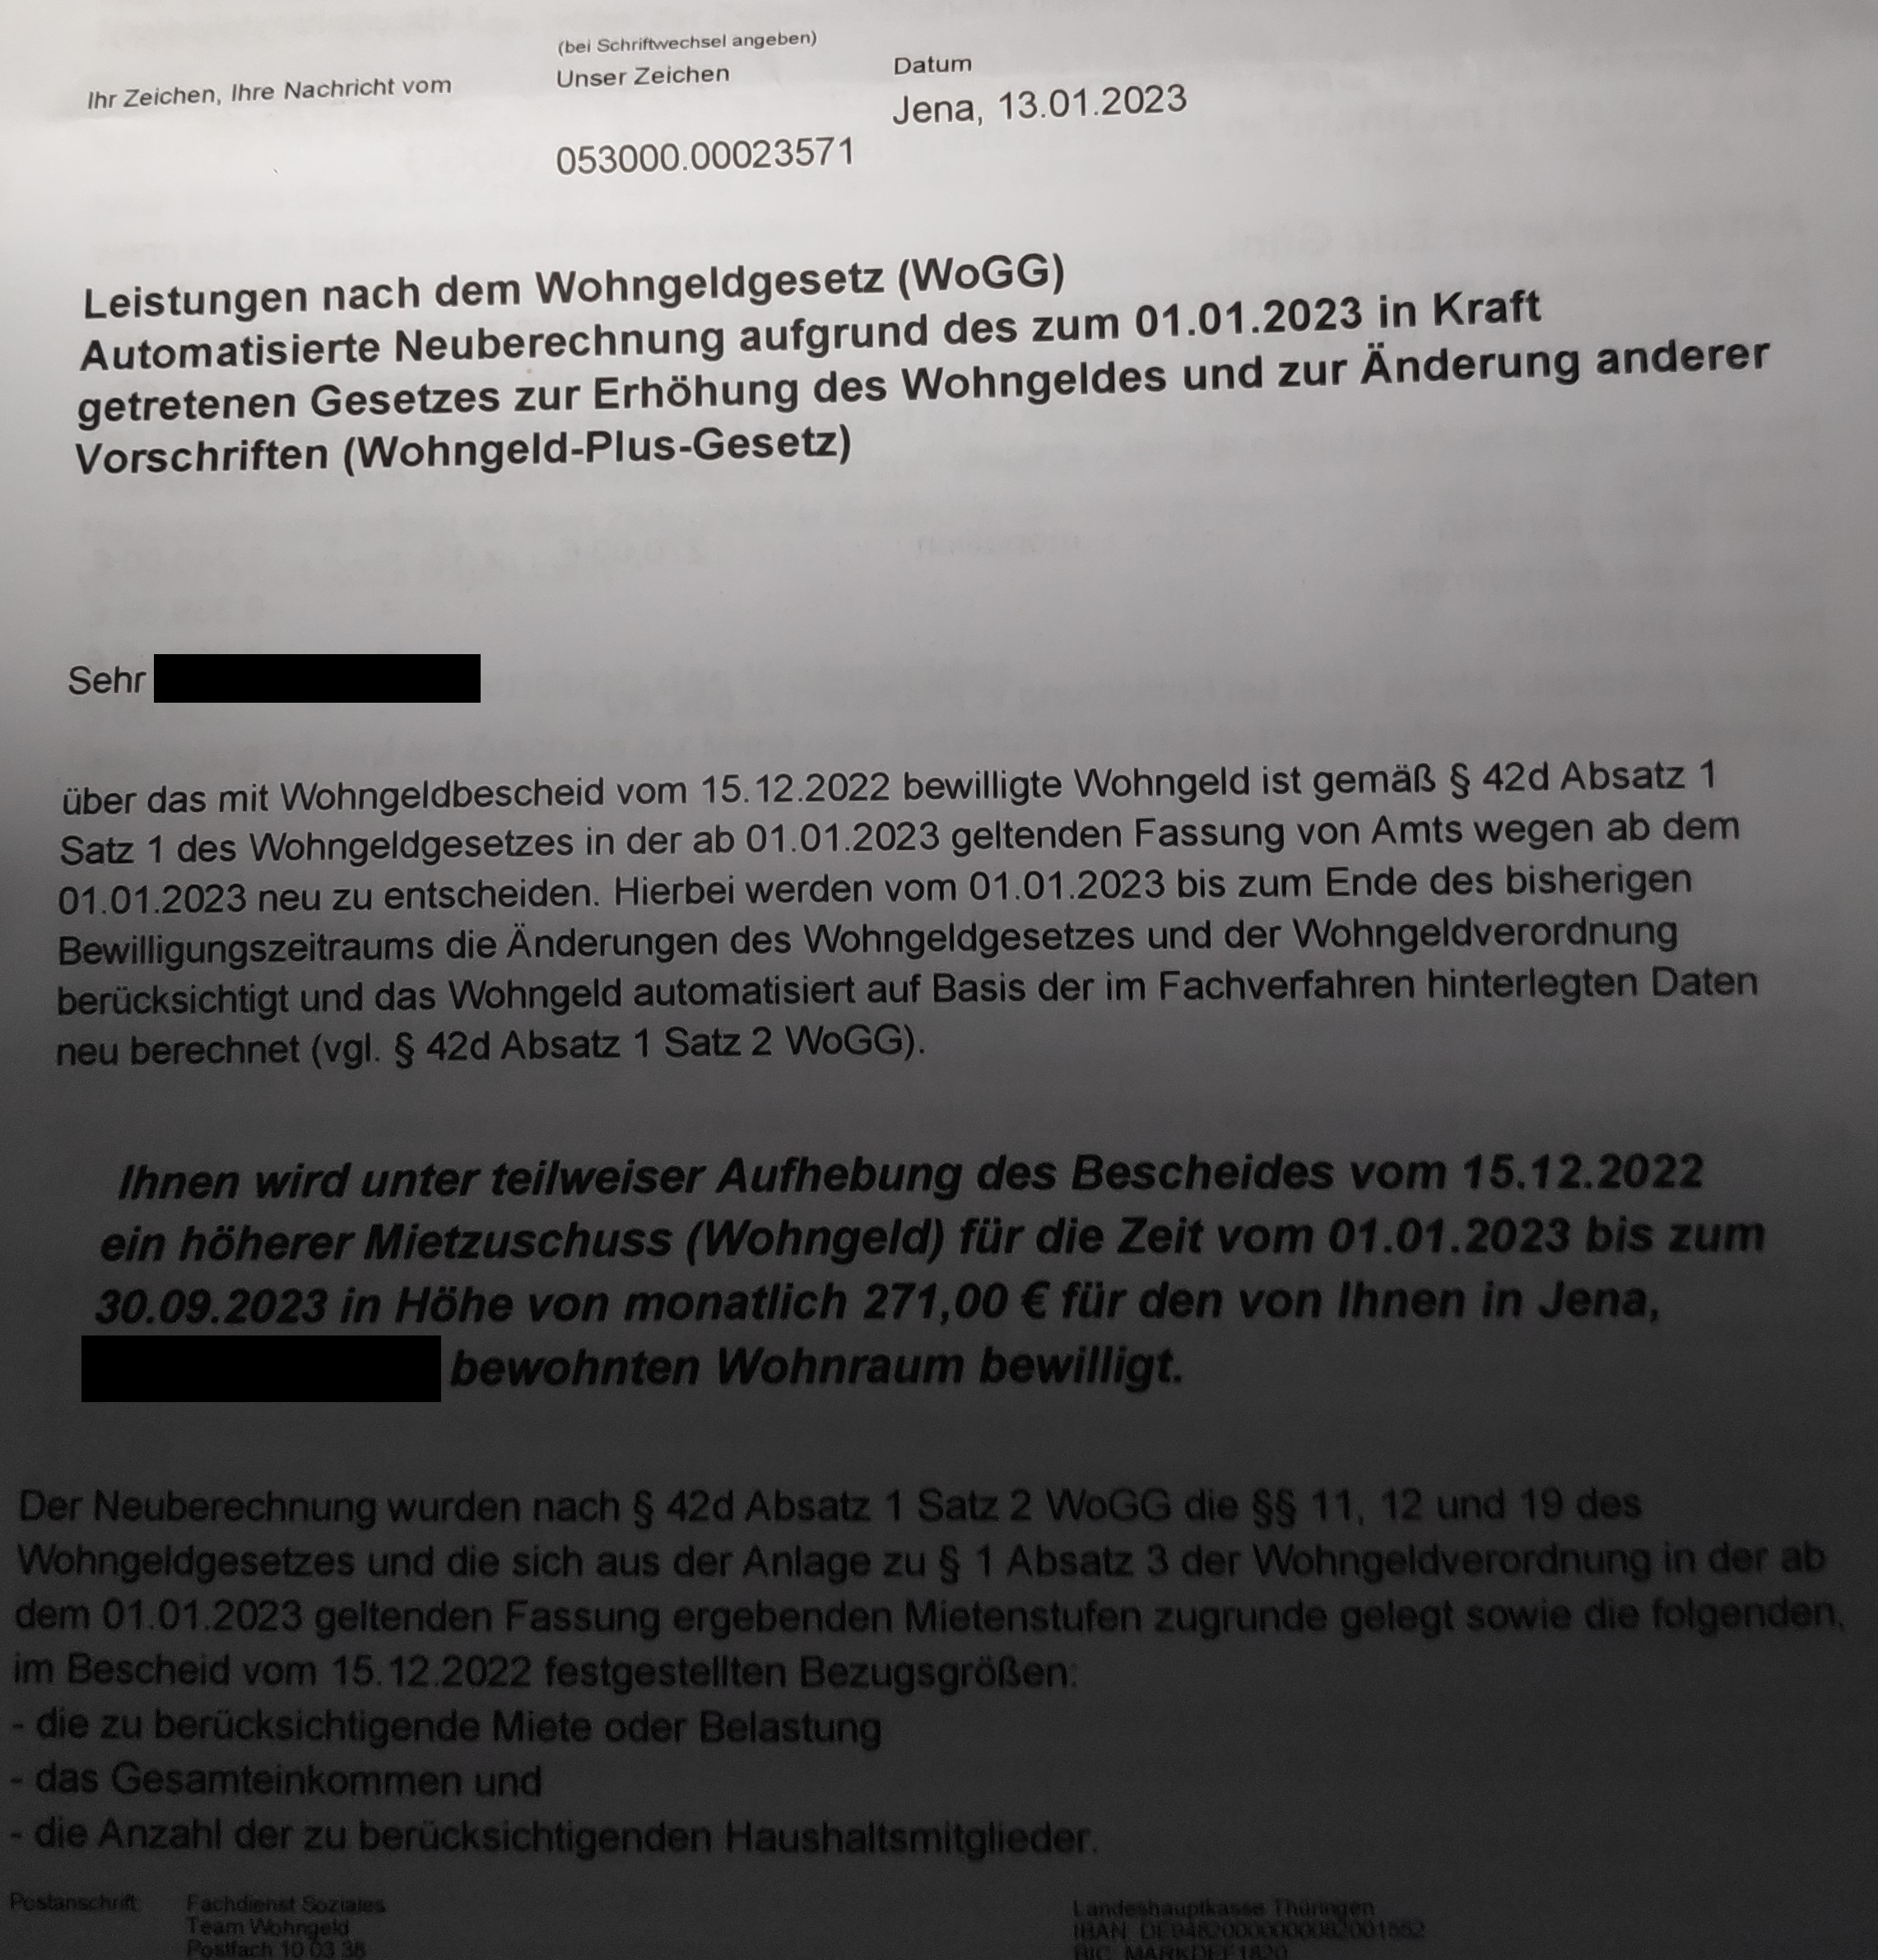 (bei Schriftwechsel angeben)
Ihr Zeichen, Ihre Nachricht vom
Unser Zeichen
Datum
Jena, 13.01.2023
053000.00023571
Leistungen nach dem Wohngeldgesetz (WoGG)
Automatisierte Neuberechnung aufgrund des zum 01.01.2023 in Kraft
getretenen Gesetzes zur Erhöhung des Wohngeldes und zur Änderung anderer
Vorschriften (Wohngeld-Plus-Gesetz)
Sehr
über das mit Wohngeldbescheid vom 15.12.2022 bewilligte Wohngeld ist gemäß § 42d Absatz 1
Satz 1 des Wohngeldgesetzes in der ab 01.01.2023 geltenden Fassung von Amts wegen ab dem
01.01.2023 neu zu entscheiden. Hierbei werden vom 01.01.2023 bis zum Ende des bisherigen
Bewilligungszeitraums die Änderungen des Wohngeldgesetzes und der Wohngeldverordnung
berücksichtigt und das Wohngeld automatisiert auf Basis der im Fachverfahren hinterlegten Daten
neu berechnet (vgl. § 42d Absatz 1 Satz 2 WoGG).
Ihnen wird unter teilweiser Aufhebung des Bescheides vom 15.12.2022
ein höherer Mietzuschuss (Wohngeld) für die Zeit vom 01.01.2023 bis zum
30.09.2023 in Höhe von monatlich 271,00 € für den von Ihnen in Jena,
bewohnten Wohnraum bewilligt.
Der Neuberechnung wurden nach § 42d Absatz 1 Satz 2 WoGG die §§ 11, 12 und 19 des
Wohngeldgesetzes und die sich aus der Anlage zu § 1 Absatz 3 der Wohngeldverordnung in der ab
dem 01.01.2023 geltenden Fassung ergebenden Mietenstufen zugrunde gelegt sowie die folgenden,
im Bescheid vom 15.12.2022 festgestellten Bezugsgrößen:
- die zu berücksichtigende Miete oder Belastung
- das Gesamteinkommen und
- die Anzahl der zu berücksichtigenden Haushaltsmitglieder.
Postanschrift:
Fachdienst Soziales
Team Wohngeld
Postfach 10 03 38
Landeshauptkasse Thüringen
IBAN
BIC